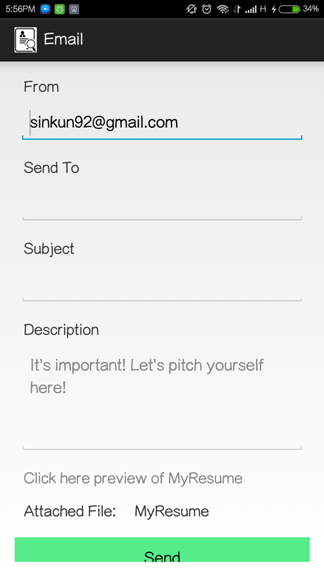 5:56PM H 34%
Email
From
sinkun92@gmail.com
Send To
Subject
Description
It's important! Let's pitch yourself
here!
Click here preview of MyResume
Attached File: MyResume
Send